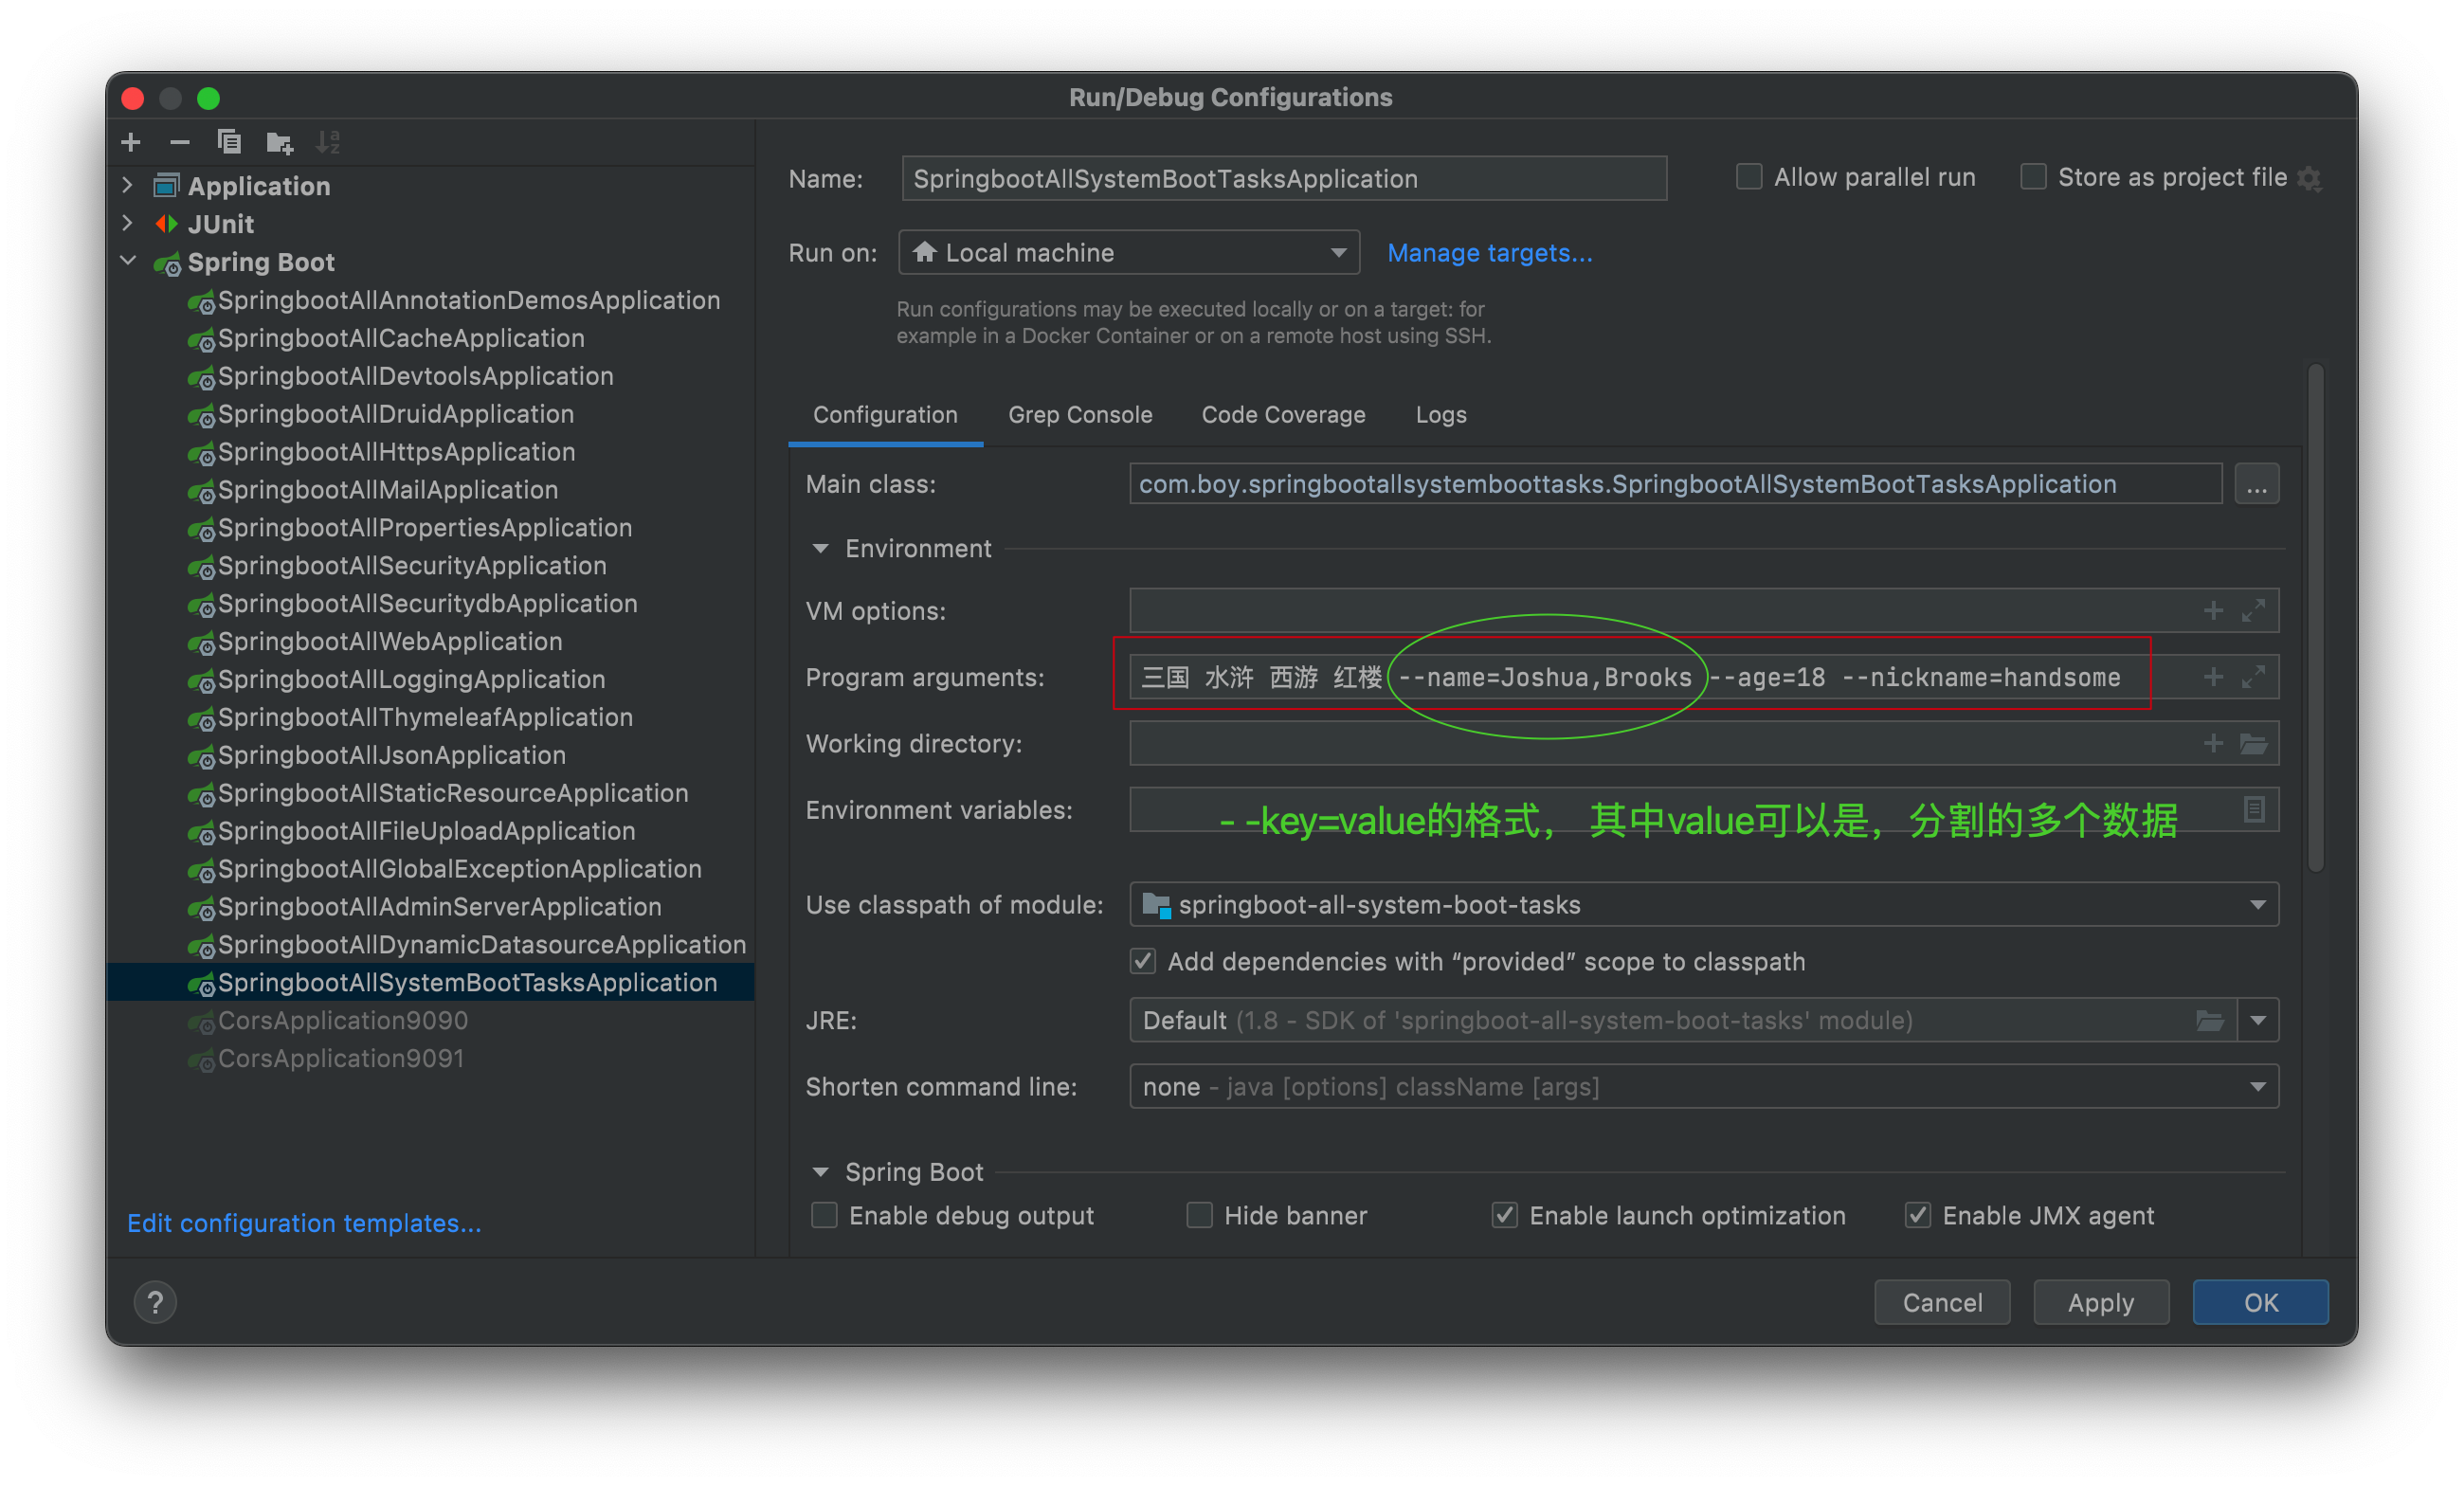 Run/Debug Configurations
Application
JUnit
Spring Boot
SpringbootAllAnnotationDemosApplication
SpringbootAllCacheApplication
SpringbootAllDevtoolsApplication
SpringbootAllDruidApplication
SpringbootAllHttpsApplication
SpringbootAllMailApplication
SpringbootAllPropertiesApplication
SpringbootAllSecurityApplication
SpringbootAllSecuritydbApplication
SpringbootAllWebApplication
SpringbootAllLoggingApplication
SpringbootAllThymeleafApplication
SpringbootAllJsonApplication
SpringbootAllStaticResourceApplication
SpringbootAllFileUploadApplication
SpringbootAllGlobalExceptionApplication
SpringbootAllAdminServerApplication
SpringbootAllDynamicDatasourceApplication
SpringbootAllSystemBootTasksApplication
CorsApplication9090
CorsApplication9091
Edit configuration templates...
Name: SpringbootAllSystemBootTasksApplication Allow parallel run Store as project file
Run on: Local machine Manage targets...
Run configurations may be executed locally or on a target: for
example in a Docker Container or on a remote host using SSH.
Configuration Grep Console Code Coverage Logs
Main class: com.boy.springbootallsystemboottasks.SpringbootAllSystemBootTasksApplication ...
Environment
VM options:
Program arguments: 三国 水浒 西游 红楼 --name=Joshua,Brooks --age=18 --nickname=handsome
Working directory:
Environment variables: - -key=value的格式， 其中value可以是，分割的多个数据
Use classpath of module: springboot-all-system-boot-tasks
Add dependencies with “provided” scope to classpath
JRE: Default (1.8 - SDK of 'springboot-all-system-boot-tasks' module)
Shorten command line: none - java [options] className [args]
Spring Boot
Enable debug output Hide banner Enable launch optimization Enable JMX agent
? Cancel Apply OK